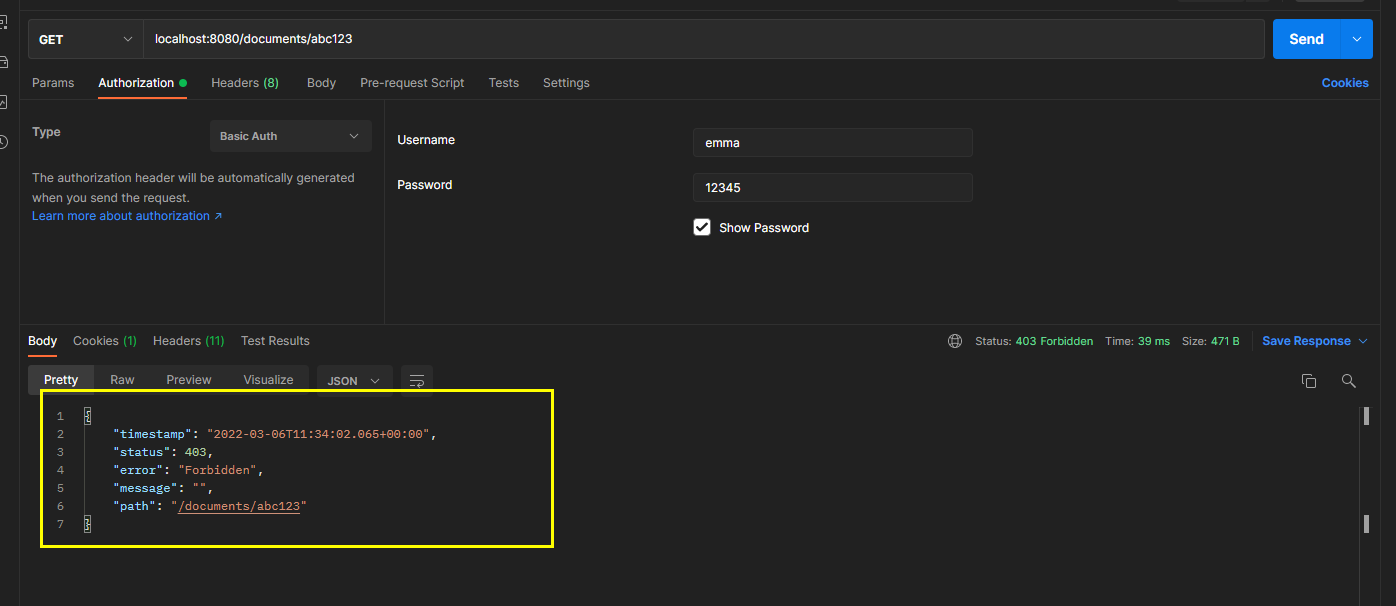 GET localhost:8080/documents/abc123 Send
Params Authorization Headers (8) Body Pre-request Script Tests Settings Cookies
Type Basic Auth
The authorization header will be automatically generated
when you send the request.
Learn more about authorization ↗
Username emma
Password 12345
Show Password
Body Cookies (1) Headers (11) Test Results Status: 403 Forbidden Time: 39 ms Size: 471 B Save Response
Pretty Raw Preview Visualize JSON
1 {
2 "timestamp": "2022-03-06T11:34:02.065+00:00",
3 "status": 403,
4 "error": "Forbidden",
5 "message": "",
6 "path": "/documents/abc123"
7 }